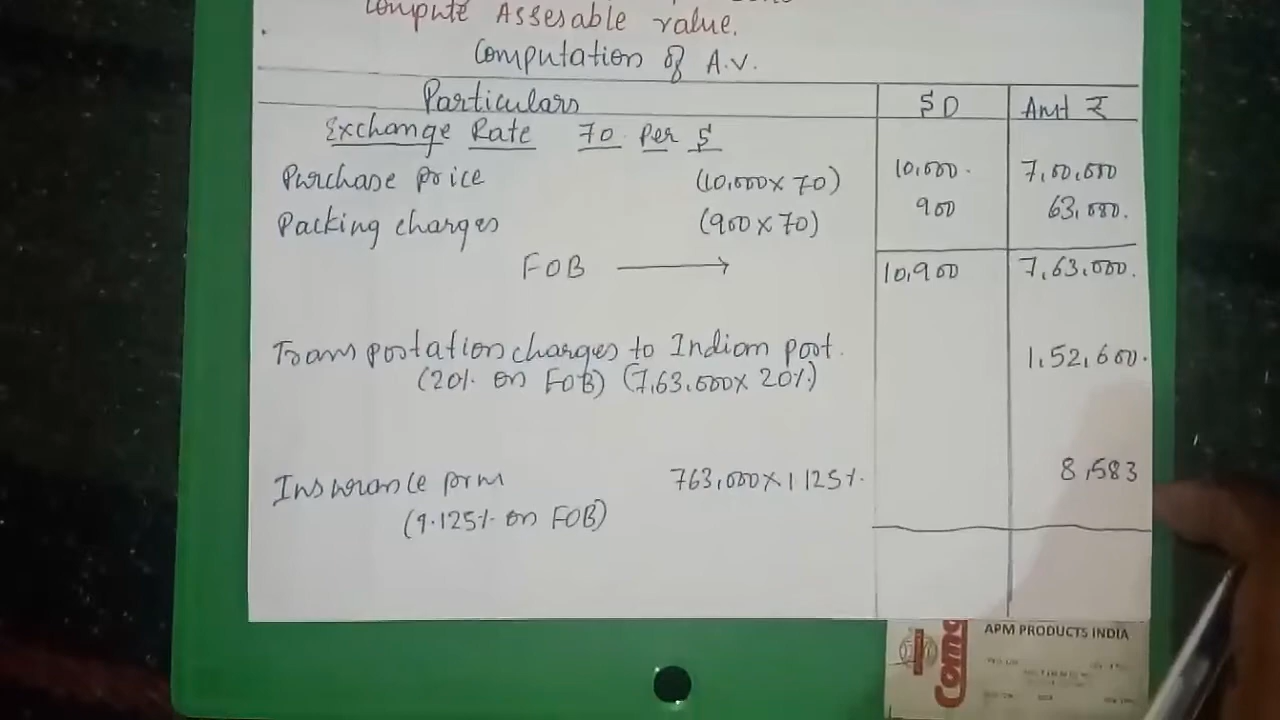 Compute Assesable value.
Computation of A.V.
Particulars $ D Amt ₹
Exchange Rate 70 Per $
Purchase price (10,000 x 70) 10,000. 7,00,000
Packing charges (900 x 70) 900 63,000.
FOB → 10,900 7,63,000.
Transportation charges to Indian port. 1,52,600.
(20% on FOB) (7,63,000 x 20%)
Insurance prm 763,000 x 1 125%. 8,583
(9.125% on FOB)
APM PRODUCTS INDIA